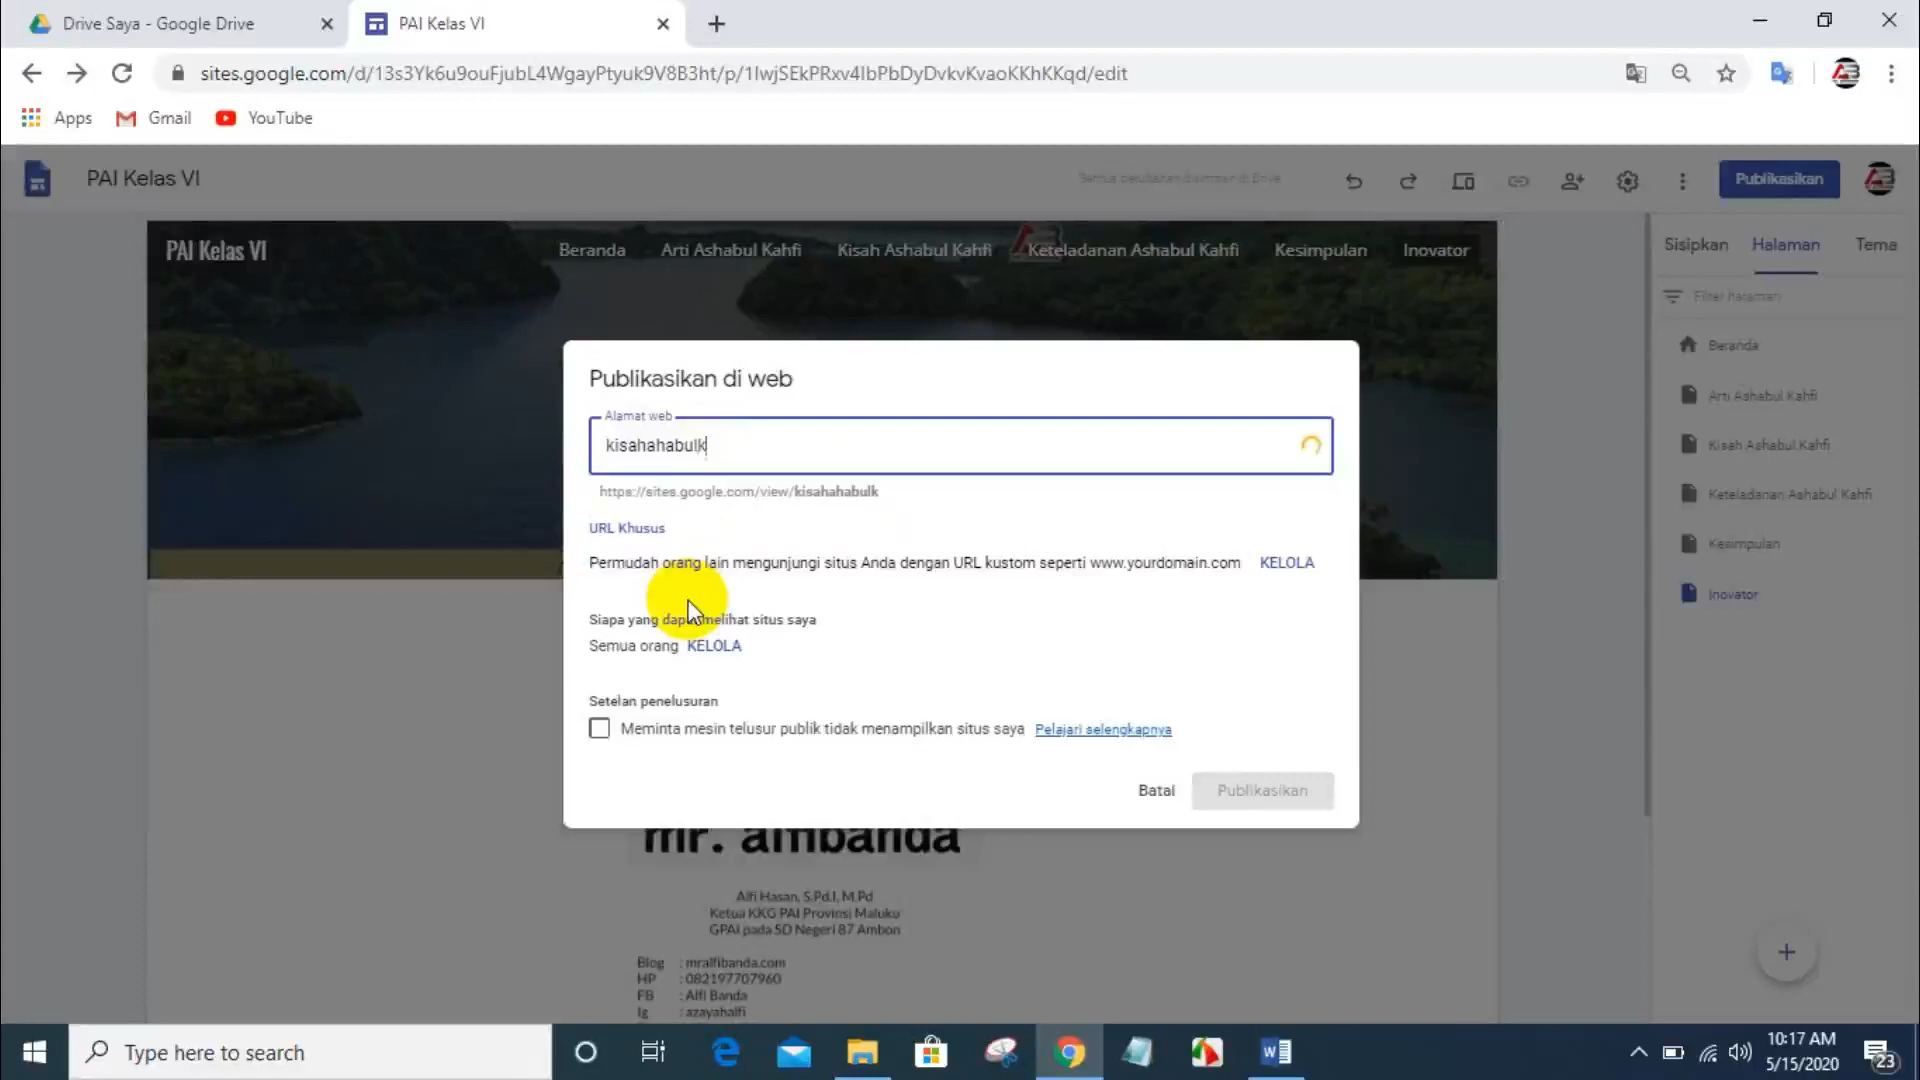 Drive Saya - Google Drive
PAI Kelas VI
sites.google.com/d/13s3Yk6u9ouFjubL4WgayPtyuk9V8B3ht/p/1IwjSEkPRxv4IbPbDyDvkvKvaoKKhKKqd/edit
Apps
Gmail
YouTube
PAI Kelas VI
Semua perubahan disimpan di Drive
Publikasikan
PAI Kelas VI
Beranda
Arti Ashabul Kahfi
Kisah Ashabul Kahfi
Keteladanan Ashabul Kahfi
Kesimpulan
Inovator
Sisipkan
Halaman
Tema
Filter halaman
Beranda
Arti Ashabul Kahfi
Kisah Ashabul Kahfi
Keteladanan Ashabul Kahfi
Kesimpulan
Inovator
Publikasikan di web
Alamat web
kisahahabulk
https://sites.google.com/view/kisahahabulk
URL Khusus
Permudah orang lain mengunjungi situs Anda dengan URL kustom seperti www.yourdomain.com KELOLA
Siapa yang dapat melihat situs saya
Semua orang KELOLA
Setelan penelusuran
Meminta mesin telusur publik tidak menampilkan situs saya Pelajari selengkapnya
Batal
Publikasikan
mr. alfibanda
Alfi Hasan, S.Pd.I, M.Pd
Ketua KKG PAI Provinsi Maluku
GPAI pada SD Negeri 87 Ambon
Blog : mralfibanda.com
HP : 082197707960
FB : Alfi Banda
Ig : azayahalfi
Type here to search
10:17 AM
5/15/2020
23